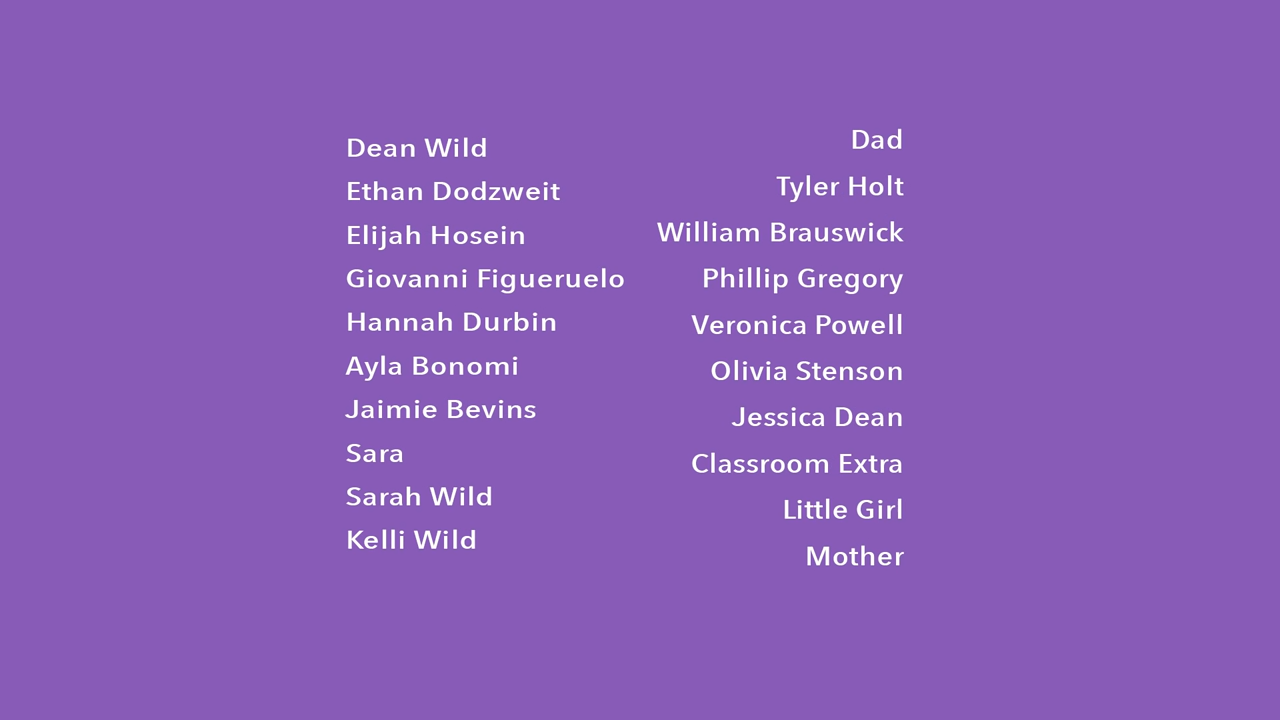 Dean Wild
Ethan Dodzweit
Elijah Hosein
Giovanni Figueruelo
Hannah Durbin
Ayla Bonomi
Jaimie Bevins
Sara
Sarah Wild
Kelli Wild
Dad
Tyler Holt
William Brauswick
Phillip Gregory
Veronica Powell
Olivia Stenson
Jessica Dean
Classroom Extra
Little Girl
Mother